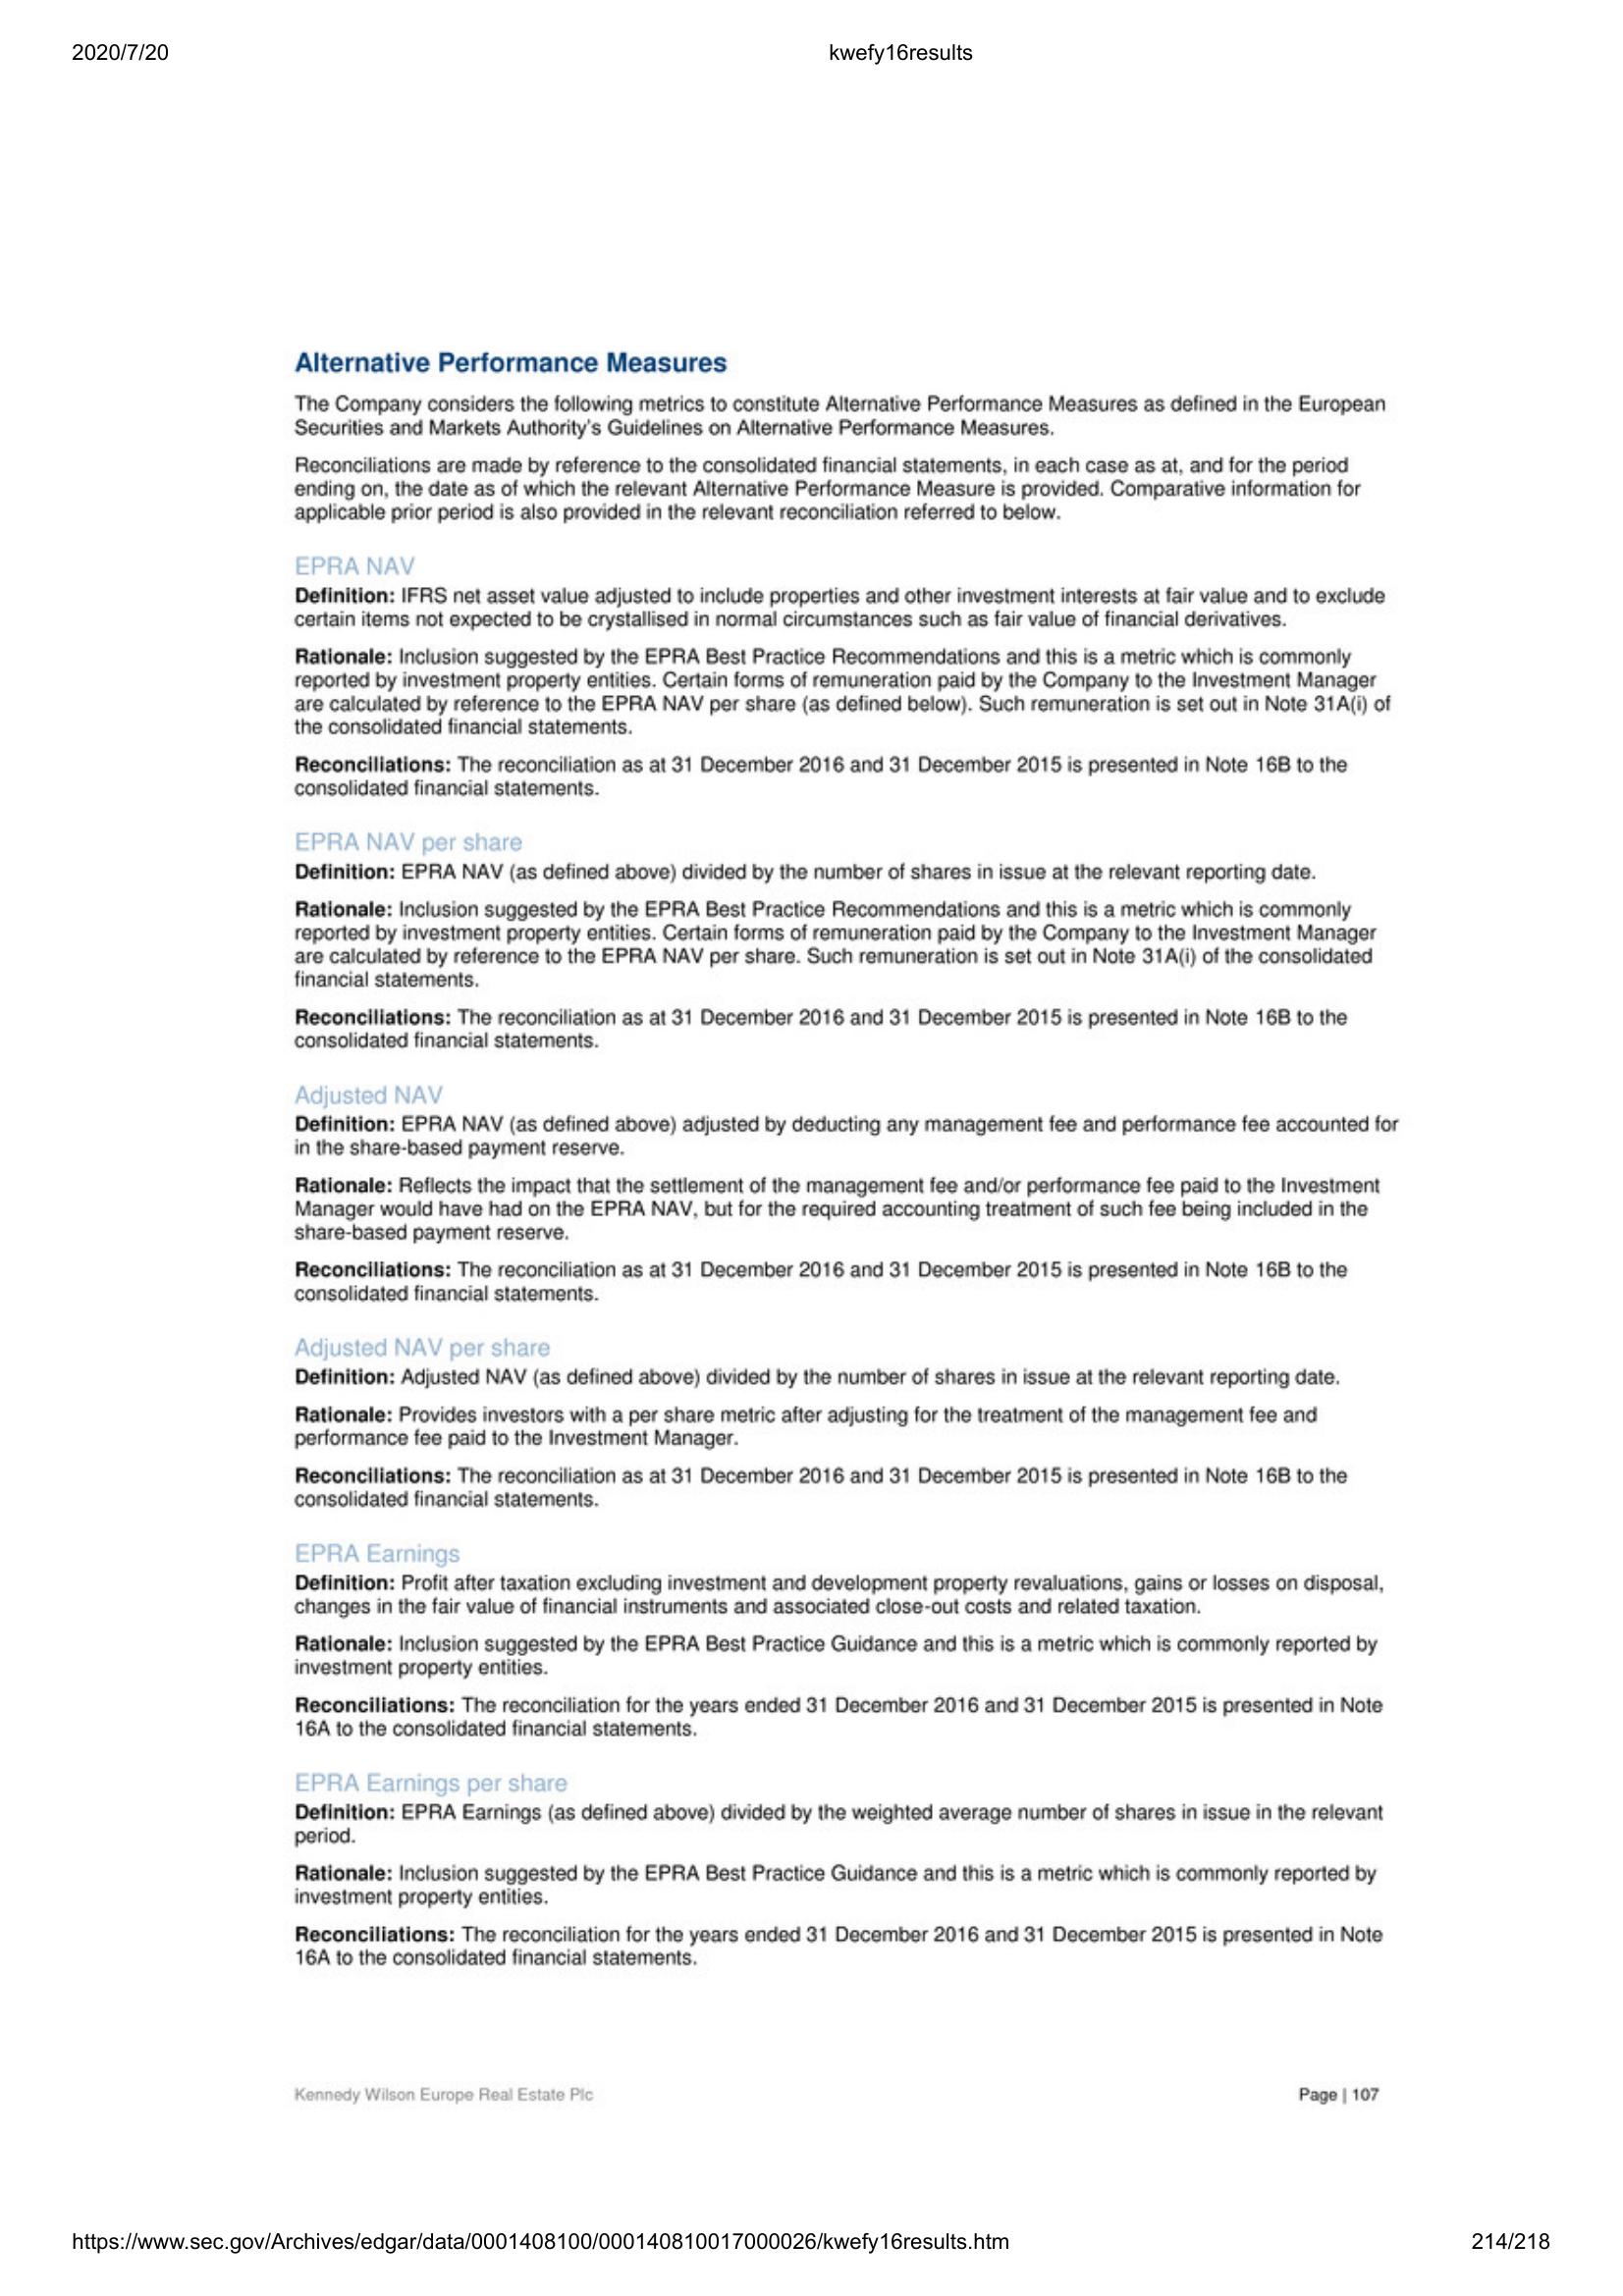 2020/7/20 kwefy16results
Alternative Performance Measures
The Company considers the following metrics to constitute Alternative Performance Measures as defined in the European
Securities and Markets Authority's Guidelines on Alternative Performance Measures.
Reconciliations are made by reference to the consolidated financial statements, in each case as at, and for the period
ending on, the date as of which the relevant Alternative Performance Measure is provided. Comparative information for
applicable prior period is also provided in the relevant reconciliation referred to below.
EPRA NAV
Definition: IFRS net asset value adjusted to include properties and other investment interests at fair value and to exclude
certain items not expected to be crystallised in normal circumstances such as fair value of financial derivatives.
Rationale: Inclusion suggested by the EPRA Best Practice Recommendations and this is a metric which is commonly
reported by investment property entities. Certain forms of remuneration paid by the Company to the Investment Manager
are calculated by reference to the EPRA NAV per share (as defined below). Such remuneration is set out in Note 31A(i) of
the consolidated financial statements.
Reconciliations: The reconciliation as at 31 December 2016 and 31 December 2015 is presented in Note 16B to the
consolidated financial statements.
EPRA NAV per share
Definition: EPRA NAV (as defined above) divided by the number of shares in issue at the relevant reporting date.
Rationale: Inclusion suggested by the EPRA Best Practice Recommendations and this is a metric which is commonly
reported by investment property entities. Certain forms of remuneration paid by the Company to the Investment Manager
are calculated by reference to the EPRA NAV per share. Such remuneration is set out in Note 31A(i) of the consolidated
financial statements.
Reconciliations: The reconciliation as at 31 December 2016 and 31 December 2015 is presented in Note 16B to the
consolidated financial statements.
Adjusted NAV
Definition: EPRA NAV (as defined above) adjusted by deducting any management fee and performance fee accounted for
in the share-based payment reserve.
Rationale: Reflects the impact that the settlement of the management fee and/or performance fee paid to the Investment
Manager would have had on the EPRA NAV, but for the required accounting treatment of such fee being included in the
share-based payment reserve.
Reconciliations: The reconciliation as at 31 December 2016 and 31 December 2015 is presented in Note 16B to the
consolidated financial statements.
Adjusted NAV per share
Definition: Adjusted NAV (as defined above) divided by the number of shares in issue at the relevant reporting date.
Rationale: Provides investors with a per share metric after adjusting for the treatment of the management fee and
performance fee paid to the Investment Manager.
Reconciliations: The reconciliation as at 31 December 2016 and 31 December 2015 is presented in Note 16B to the
consolidated financial statements.
EPRA Earnings
Definition: Profit after taxation excluding investment and development property revaluations, gains or losses on disposal,
changes in the fair value of financial instruments and associated close-out costs and related taxation.
Rationale: Inclusion suggested by the EPRA Best Practice Guidance and this is a metric which is commonly reported by
investment property entities.
Reconciliations: The reconciliation for the years ended 31 December 2016 and 31 December 2015 is presented in Note
16A to the consolidated financial statements.
EPRA Earnings per share
Definition: EPRA Earnings (as defined above) divided by the weighted average number of shares in issue in the relevant
period.
Rationale: Inclusion suggested by the EPRA Best Practice Guidance and this is a metric which is commonly reported by
investment property entities.
Reconciliations: The reconciliation for the years ended 31 December 2016 and 31 December 2015 is presented in Note
16A to the consolidated financial statements.
Kennedy Wilson Europe Real Estate Plc Page | 107
https://www.sec.gov/Archives/edgar/data/0001408100/000140810017000026/kwefy16results.htm 214/218